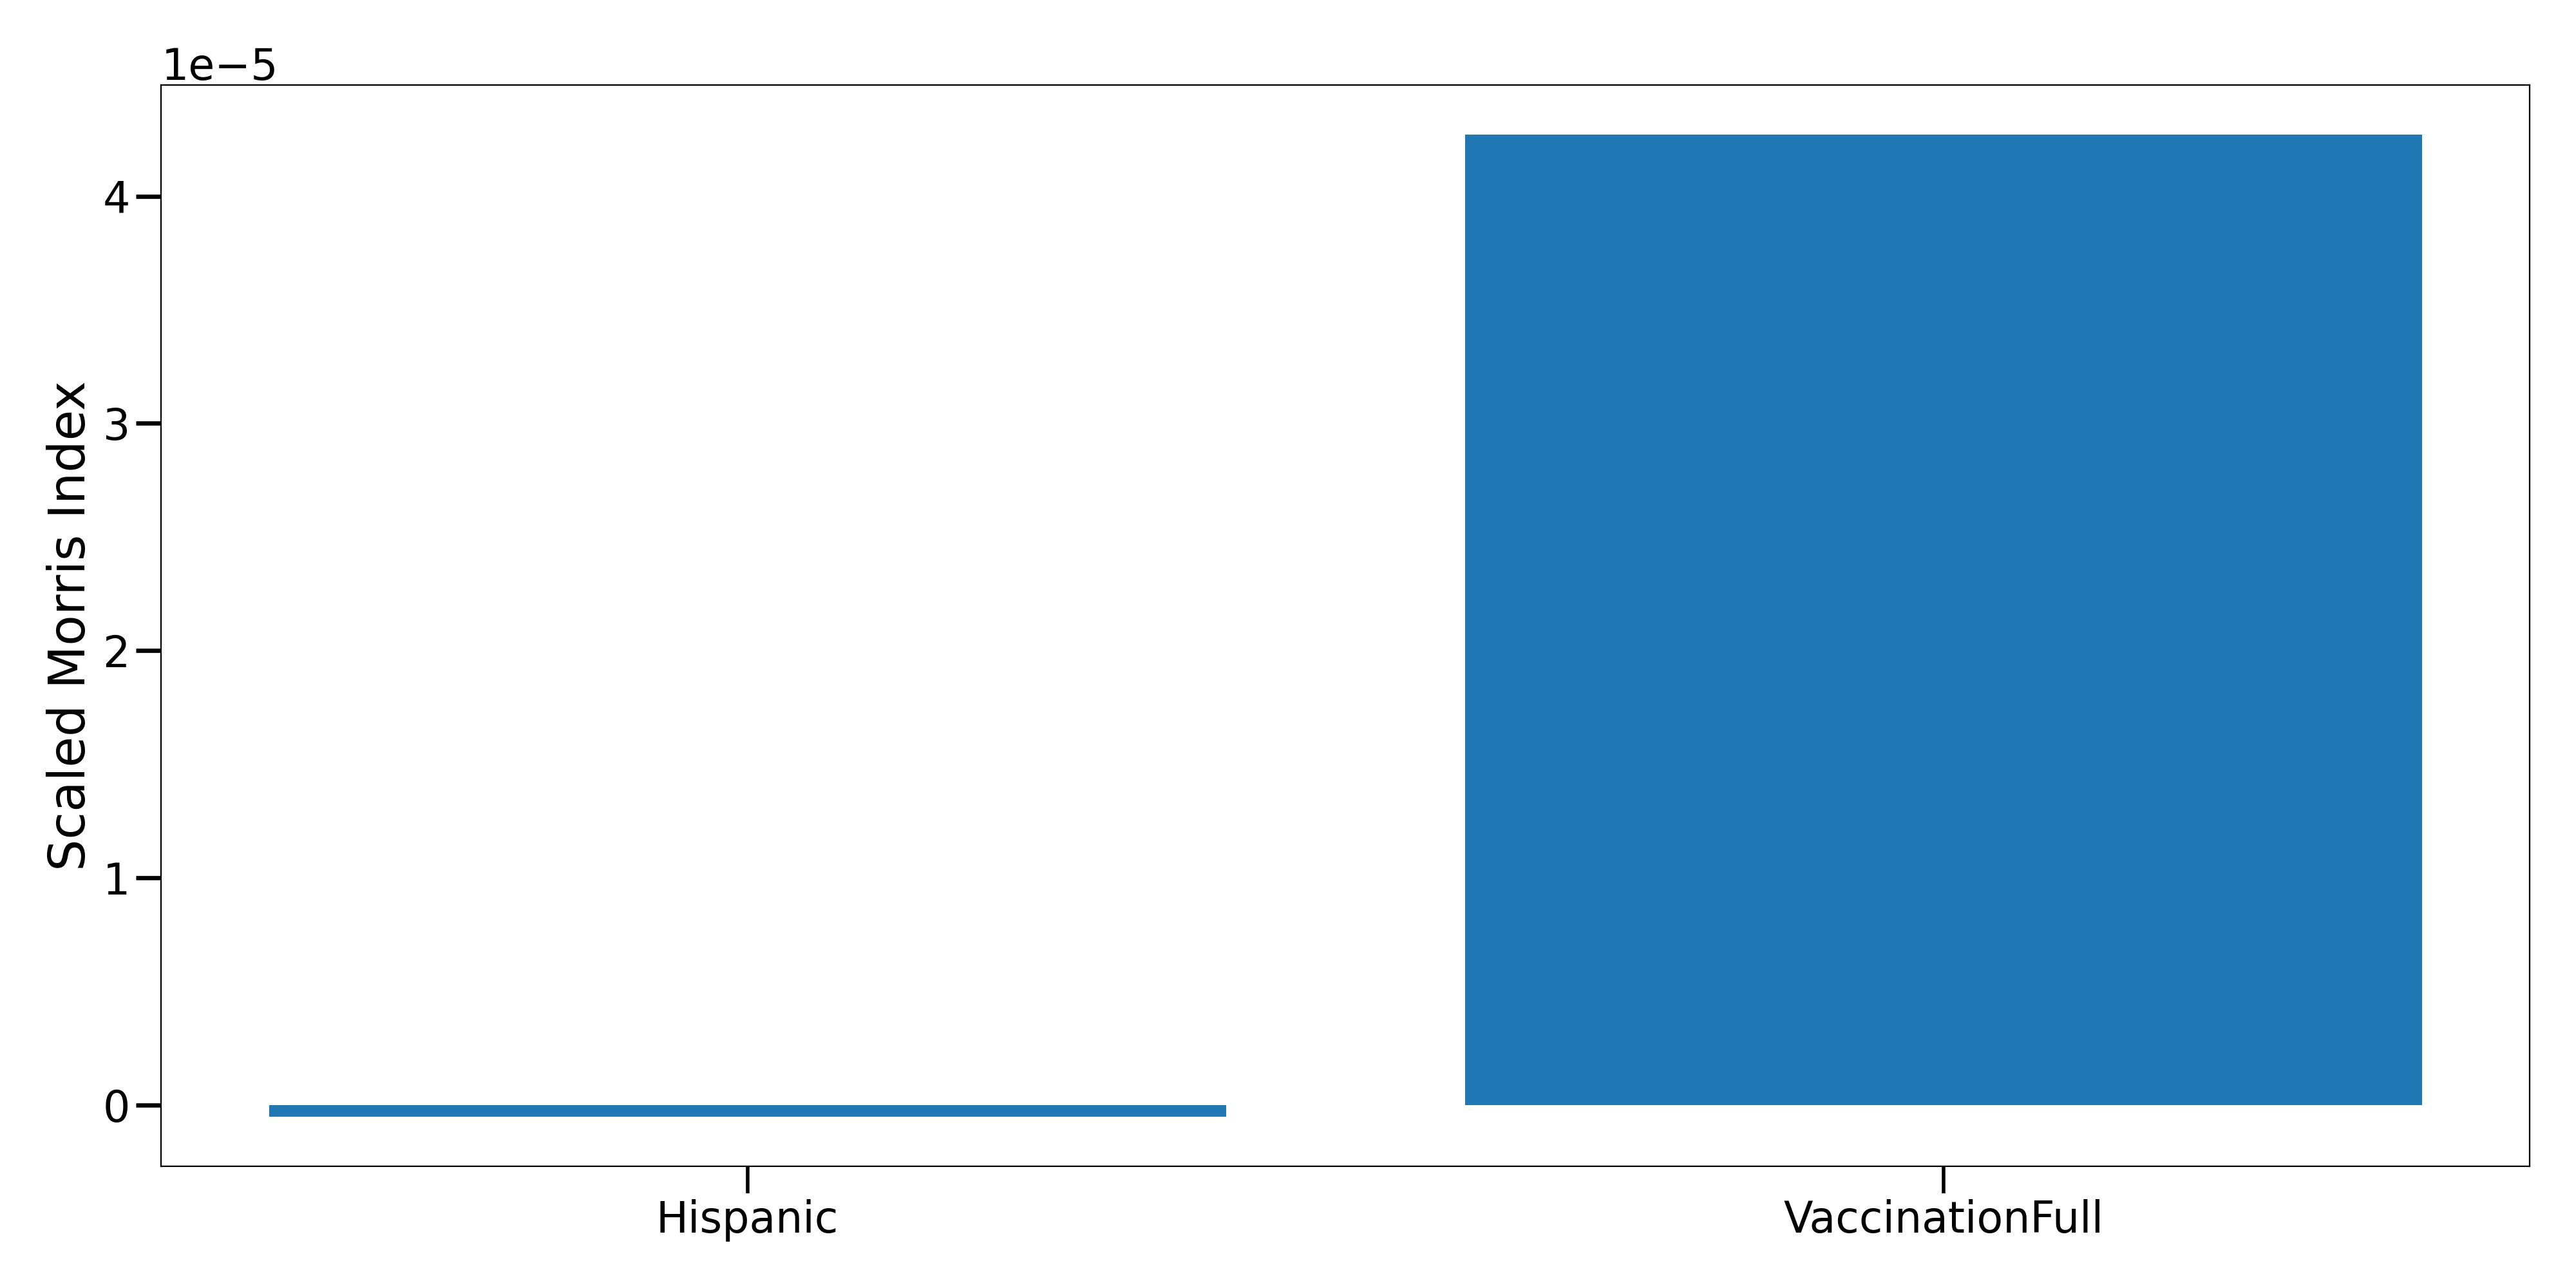 1e−5
Scaled Morris Index
4
3
2
1
0
Hispanic
VaccinationFull